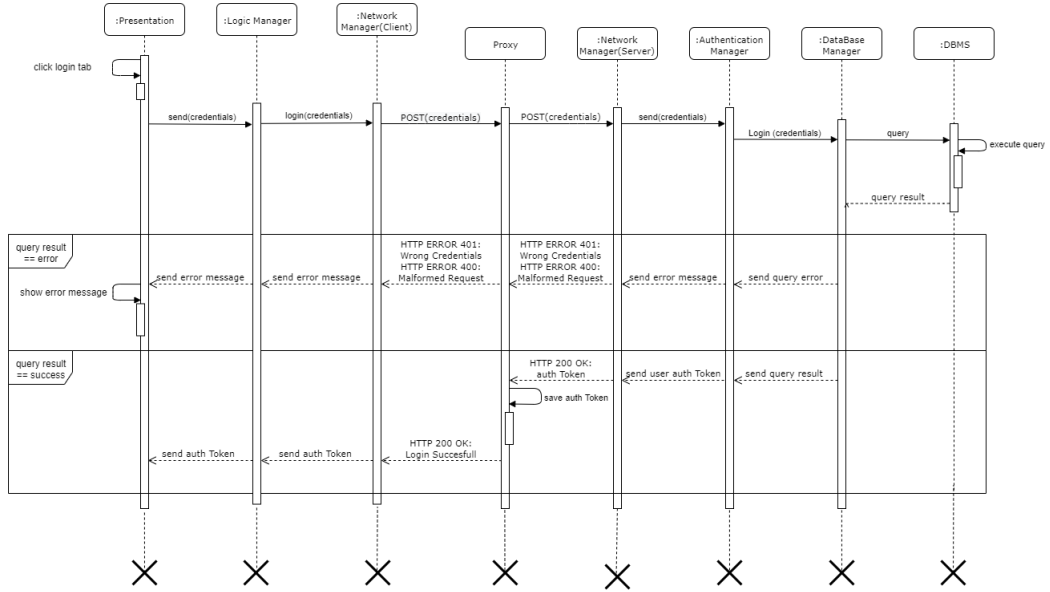 :Presentation
:Logic Manager
:Network
Manager(Client)
Proxy
:Network
Manager(Server)
:Authentication
Manager
:DataBase
Manager
:DBMS
click login tab
send(credentials)
login(credentials)
POST(credentials)
POST(credentials)
send(credentials)
Login (credentials)
query
execute query
query result
query result
== error
HTTP ERROR 401:
Wrong Credentials
HTTP ERROR 400:
Malformed Request
HTTP ERROR 401:
Wrong Credentials
HTTP ERROR 400:
Malformed Request
send error message
send error message
send error message
send query error
show error message
query result
== success
HTTP 200 OK:
auth Token
send user auth Token
send query result
save auth Token
HTTP 200 OK:
Login Succesfull
send auth Token
send auth Token